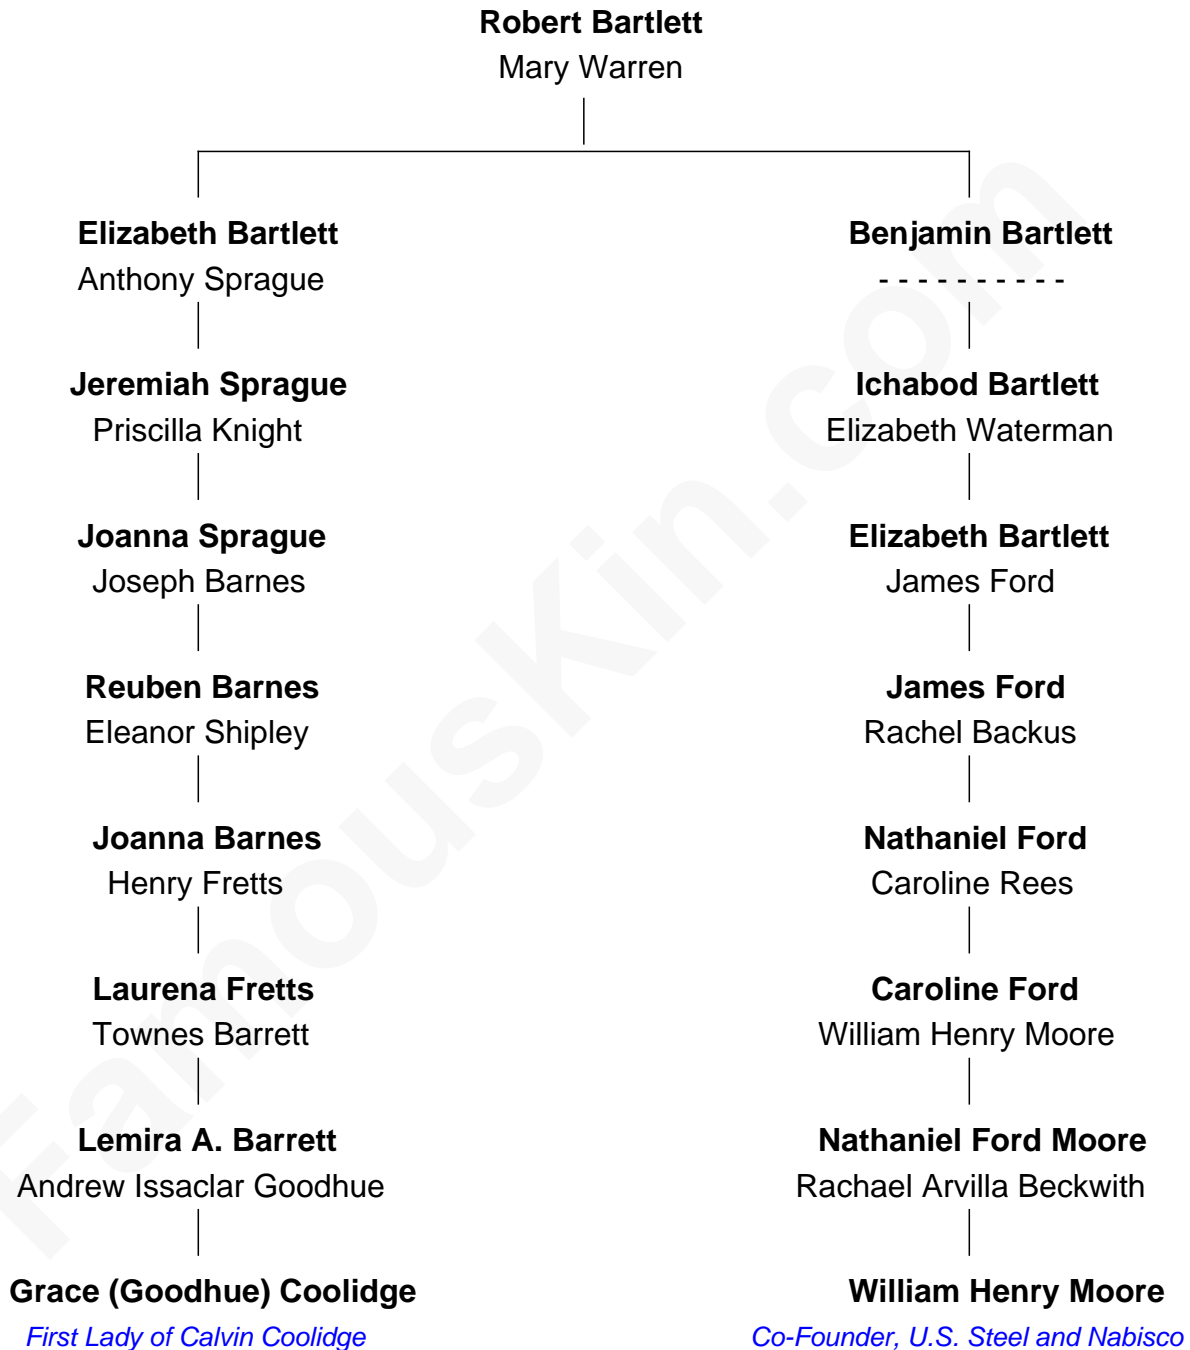 Robert Bartlett
Mary Warren
Elizabeth Bartlett
Anthony Sprague
Jeremiah Sprague
Priscilla Knight
Joanna Sprague
Joseph Barnes
Reuben Barnes
Eleanor Shipley
Joanna Barnes
Henry Fretts
Laurena Fretts
Townes Barrett
Lemira A. Barrett
Andrew Issaclar Goodhue
Grace (Goodhue) Coolidge
First Lady of Calvin Coolidge
Benjamin Bartlett
- - - - - - - - - -
Ichabod Bartlett
Elizabeth Waterman
Elizabeth Bartlett
James Ford
James Ford
Rachel Backus
Nathaniel Ford
Caroline Rees
Caroline Ford
William Henry Moore
Nathaniel Ford Moore
Rachael Arvilla Beckwith
William Henry Moore
Co-Founder, U.S. Steel and Nabisco
FamousKin.com